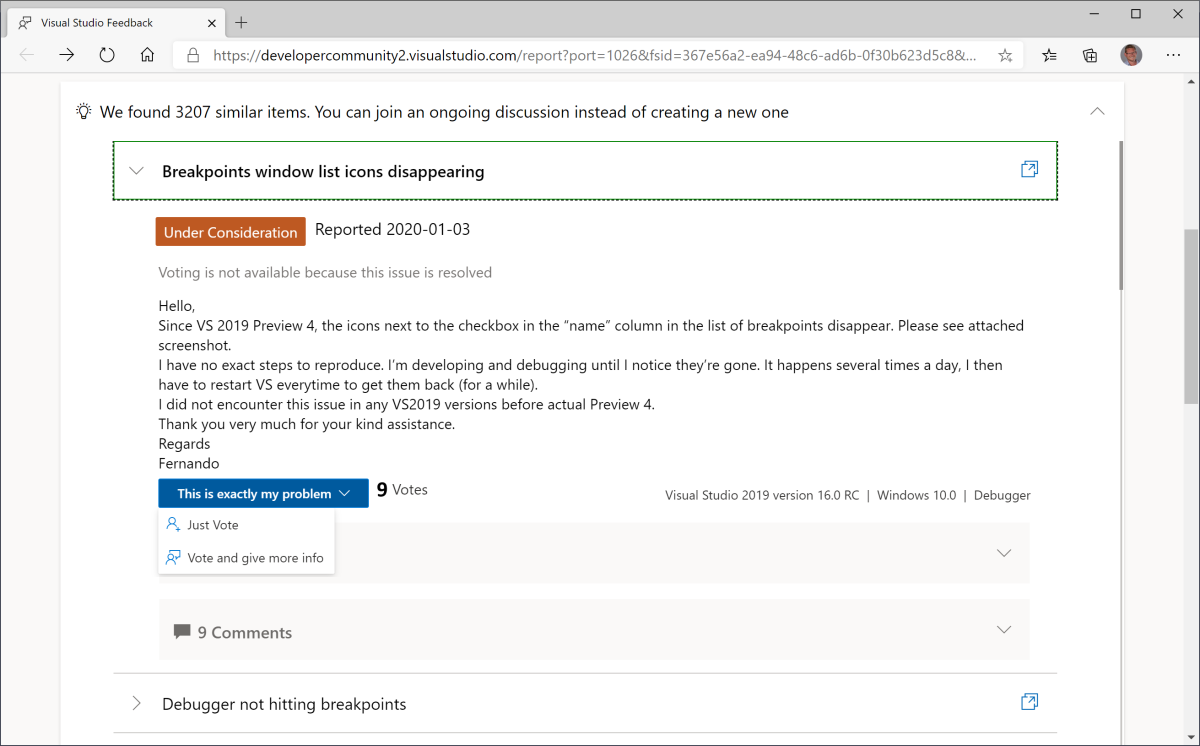 Visual Studio Feedback
https://developercommunity2.visualstudio.com/report?port=1026&fsid=367e56a2-ea94-48c6-ad6b-0f30b623d5c8&...
We found 3207 similar items. You can join an ongoing discussion instead of creating a new one
Breakpoints window list icons disappearing
Under Consideration Reported 2020-01-03
Voting is not available because this issue is resolved
Hello,
Since VS 2019 Preview 4, the icons next to the checkbox in the “name” column in the list of breakpoints disappear. Please see attached
screenshot.
I have no exact steps to reproduce. I’m developing and debugging until I notice they’re gone. It happens several times a day, I then
have to restart VS everytime to get them back (for a while).
I did not encounter this issue in any VS2019 versions before actual Preview 4.
Thank you very much for your kind assistance.
Regards
Fernando
This is exactly my problem 9 Votes
Visual Studio 2019 version 16.0 RC | Windows 10.0 | Debugger
Just Vote
Vote and give more info
9 Comments
Debugger not hitting breakpoints